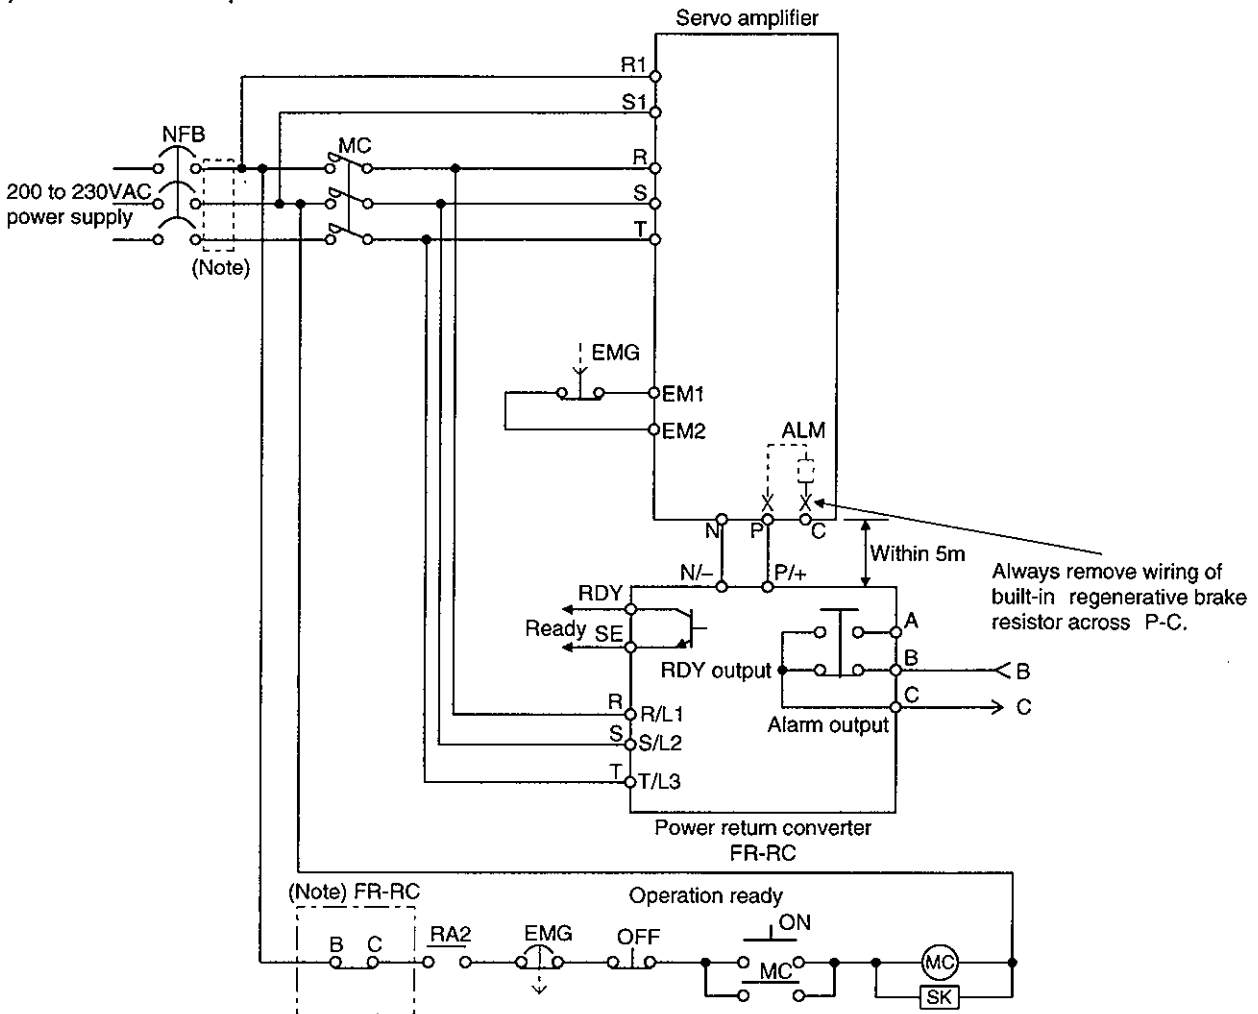 Servo amplifier
R1
S1
NFB
MC
R
200 to 230VAC
power supply
S
T
(Note)
EMG
EM1
EM2
ALM
N
P
C
Within 5m
N/–
P/+
Always remove wiring of
built-in regenerative brake
resistor across P-C.
RDY
Ready
SE
A
RDY output
B
B
C
C
Alarm output
R
R/L1
S
S/L2
T
T/L3
Power return converter
FR-RC
(Note) FR-RC
Operation ready
B
C
RA2
EMG
OFF
ON
MC
MC
SK